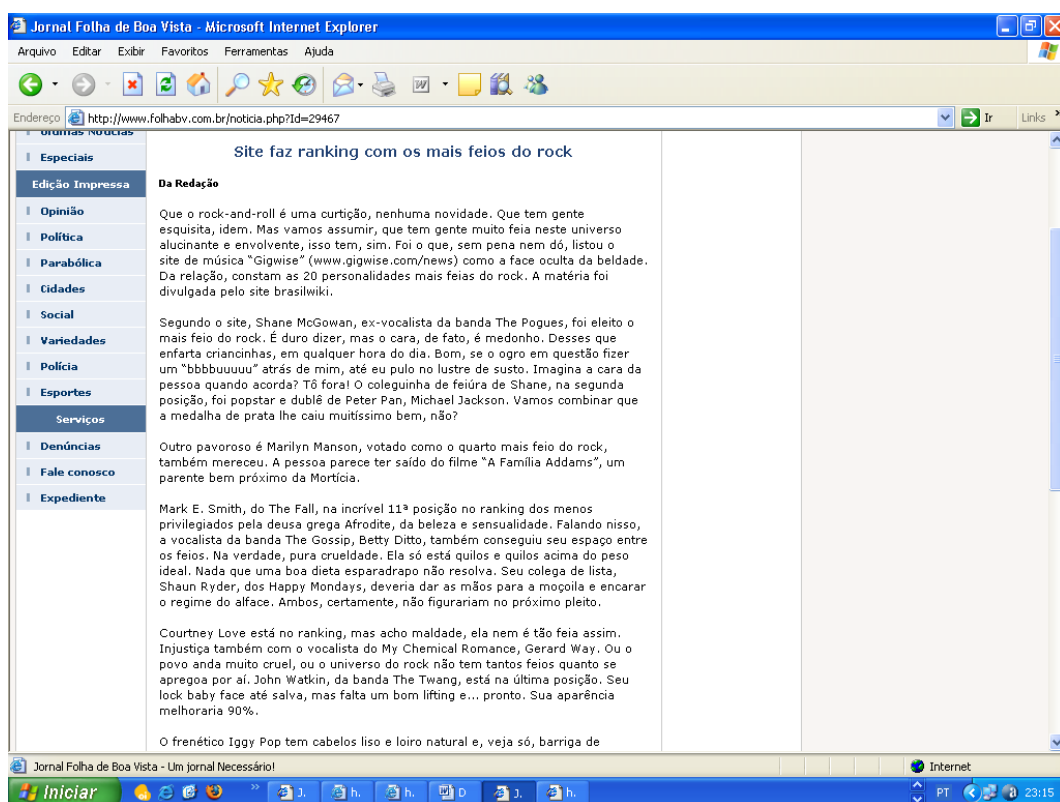 Jornal Folha de Boa Vista - Microsoft Internet Explorer
Arquivo Editar Exibir Favoritos Ferramentas Ajuda
Endereço http://www.folhabv.com.br/noticia.php?Id=29467 Ir Links
Últimas Notícias
Especiais
Edição Impressa
Opinião
Política
Parabólica
Cidades
Social
Variedades
Polícia
Esportes
Serviços
Denúncias
Fale conosco
Expediente
Site faz ranking com os mais feios do rock
Da Redação
Que o rock-and-roll é uma curtição, nenhuma novidade. Que tem gente
esquisita, idem. Mas vamos assumir, que tem gente muito feia neste universo
alucinante e envolvente, isso tem, sim. Foi o que, sem pena nem dó, listou o
site de música "Gigwise" (www.gigwise.com/news) como a face oculta da beldade.
Da relação, constam as 20 personalidades mais feias do rock. A matéria foi
divulgada pelo site brasilwiki.
Segundo o site, Shane McGowan, ex-vocalista da banda The Pogues, foi eleito o
mais feio do rock. É duro dizer, mas o cara, de fato, é medonho. Desses que
enfarta criancinhas, em qualquer hora do dia. Bom, se o ogro em questão fizer
um "bbbbuuuuu" atrás de mim, até eu pulo no lustre de susto. Imagina a cara da
pessoa quando acorda? Tô fora! O coleguinha de feiúra de Shane, na segunda
posição, foi popstar e dublê de Peter Pan, Michael Jackson. Vamos combinar que
a medalha de prata lhe caiu muitíssimo bem, não?
Outro pavoroso é Marilyn Manson, votado como o quarto mais feio do rock,
também mereceu. A pessoa parece ter saído do filme "A Família Addams", um
parente bem próximo da Mortícia.
Mark E. Smith, do The Fall, na incrível 11ª posição no ranking dos menos
privilegiados pela deusa grega Afrodite, da beleza e sensualidade. Falando nisso,
a vocalista da banda The Gossip, Betty Ditto, também conseguiu seu espaço entre
os feios. Na verdade, pura crueldade. Ela só está quilos e quilos acima do peso
ideal. Nada que uma boa dieta esparadrapo não resolva. Seu colega de lista,
Shaun Ryder, dos Happy Mondays, deveria dar as mãos para a moçoila e encarar
o regime do alface. Ambos, certamente, não figurariam no próximo pleito.
Courtney Love está no ranking, mas acho maldade, ela nem é tão feia assim.
Injustiça também com o vocalista do My Chemical Romance, Gerard Way. Ou o
povo anda muito cruel, ou o universo do rock não tem tantos feios quanto se
apregoa por aí. John Watkin, da banda The Twang, está na última posição. Seu
lock baby face até salva, mas falta um bom lifting e... pronto. Sua aparência
melhoraria 90%.
O frenético Iggy Pop tem cabelos liso e loiro natural e, veja só, barriga de
Jornal Folha de Boa Vista - Um jornal Necessário! Internet
Iniciar J. h. h. D J. h. PT 23:15